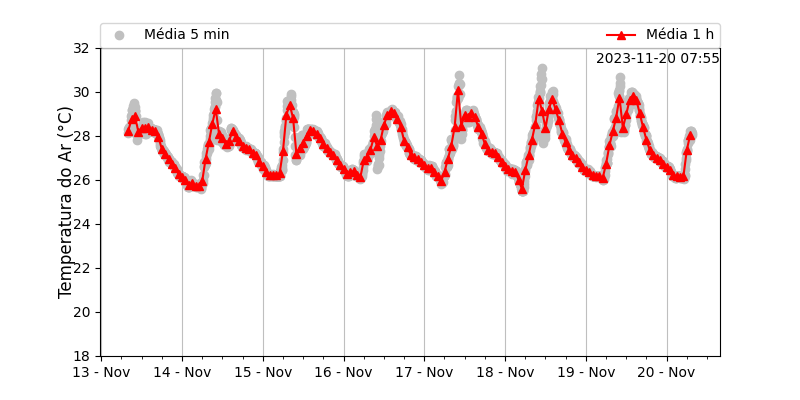 Média 5 min
Média 1 h
2023-11-20 07:55
Temperatura do Ar (°C)
32
30
28
26
24
22
20
18
13 - Nov
14 - Nov
15 - Nov
16 - Nov
17 - Nov
18 - Nov
19 - Nov
20 - Nov